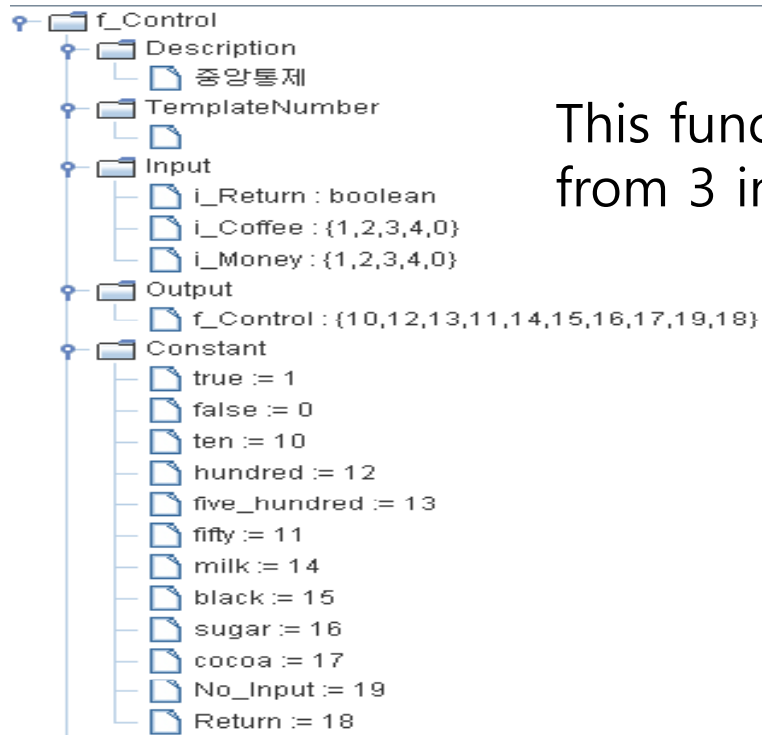 f_Control
Description
중앙통제
TemplateNumber
Input
i_Return : boolean
i_Coffee : {1,2,3,4,0}
i_Money : {1,2,3,4,0}
Output
f_Control : {10,12,13,11,14,15,16,17,19,18}
Constant
true := 1
false := 0
ten := 10
hundred := 12
five_hundred := 13
fifty := 11
milk := 14
black := 15
sugar := 16
cocoa := 17
No_Input := 19
Return := 18
This
from 3